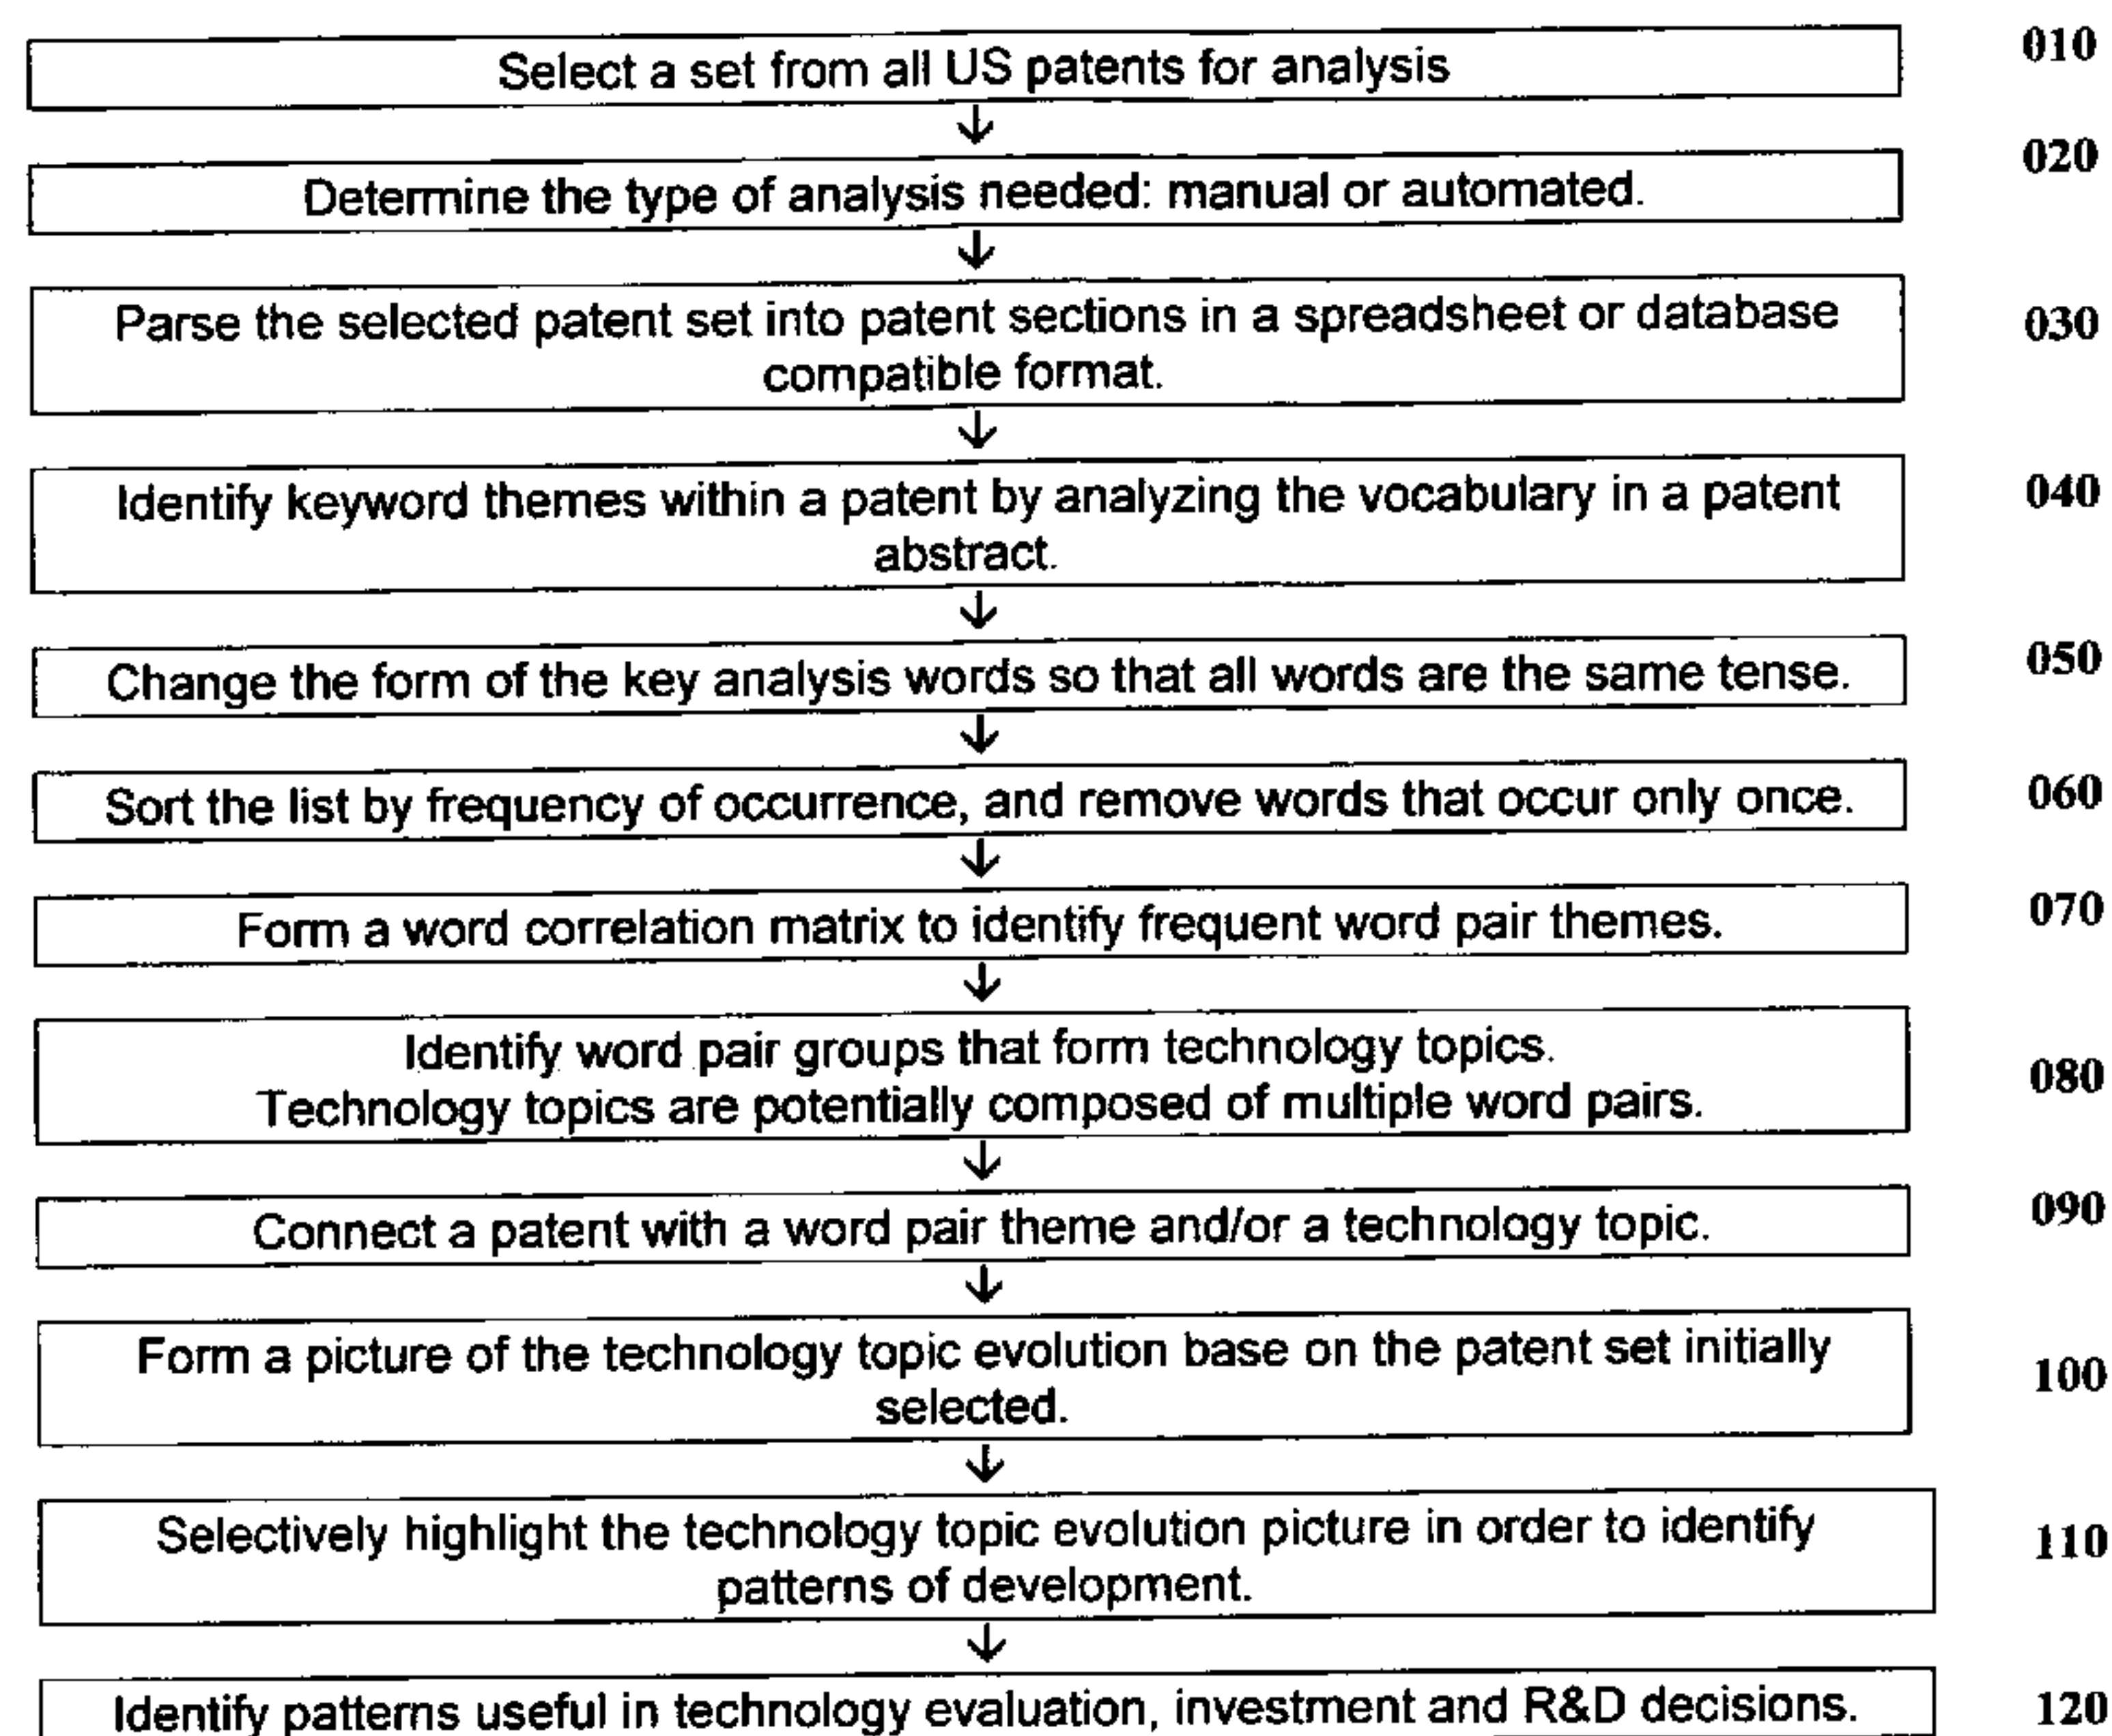 Select a set from all US patents for analysis
010
Determine the type of analysis needed: manual or automated.
020
Parse the selected patent set into patent sections in a spreadsheet or database
compatible format.
030
Identify keyword themes within a patent by analyzing the vocabulary in a patent
abstract.
040
Change the form of the key analysis words so that all words are the same tense.
050
Sort the list by frequency of occurrence, and remove words that occur only once.
060
Form a word correlation matrix to identify frequent word pair themes.
070
Identify word pair groups that form technology topics.
Technology topics are potentially composed of multiple word pairs.
080
Connect a patent with a word pair theme and/or a technology topic.
090
Form a picture of the technology topic evolution base on the patent set initially
selected.
100
Selectively highlight the technology topic evolution picture in order to identify
patterns of development.
110
Identify patterns useful in technology evaluation, investment and R&D decisions.
120